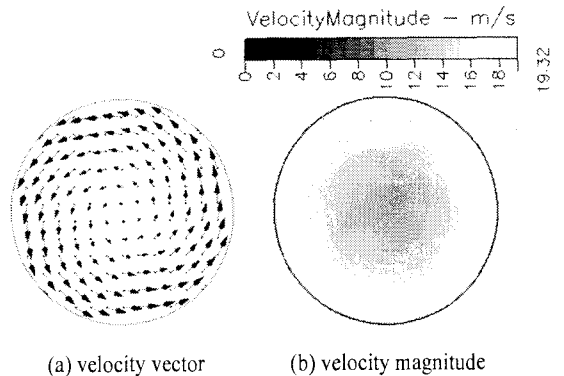 VelocityMagnitude - m/s
0 0 2 4 6 8 10 12 14 16 18 19.32
(a) velocity vector (b) velocity magnitude